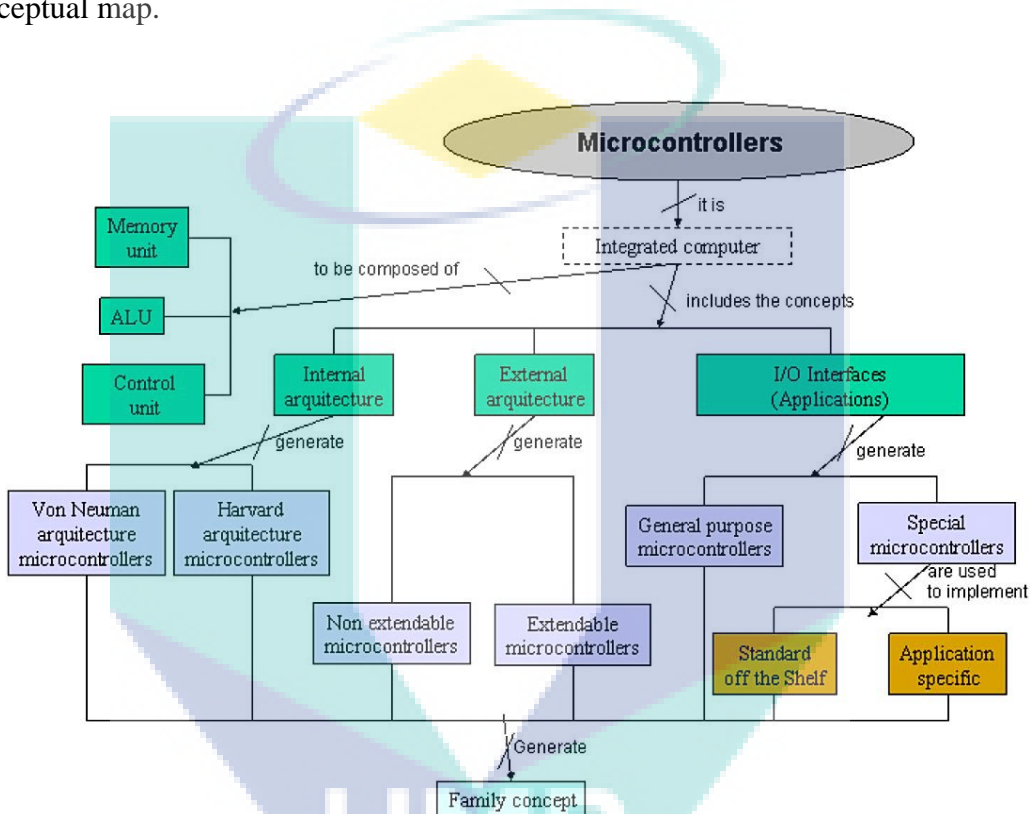 ceptual map.
Microcontrollers
it is
Integrated computer
Memory
unit
to be composed of
includes the concepts
ALU
Control
unit
Internal
arquitecture
External
arquitecture
I/O Interfaces
(Applications)
generate
generate
generate
Von Neuman
arquitecture
microcontrollers
Harvard
arquitecture
microcontrollers
General purpose
microcontrollers
Special
microcontrollers
are used
to implement
Non extendable
microcontrollers
Extendable
microcontrollers
Standard
off the Shelf
Application
specific
Generate
Family concept